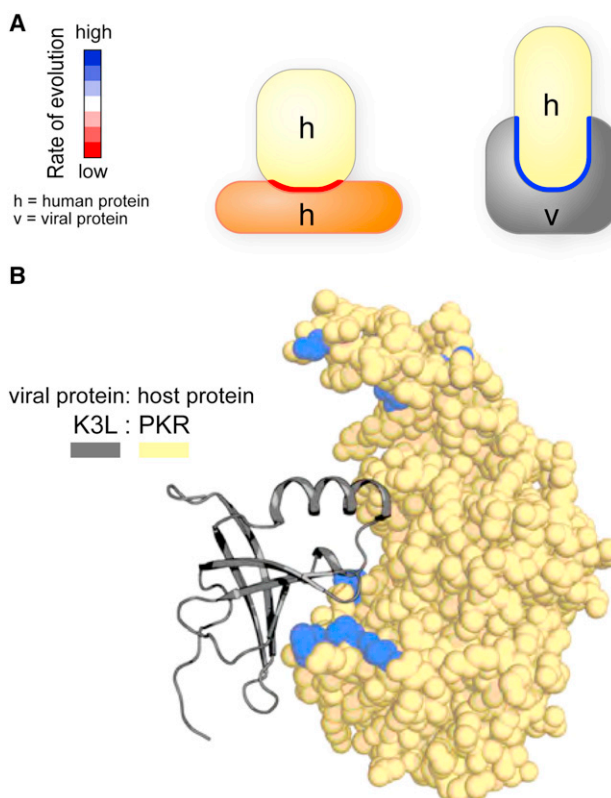 A
high
Rate of evolution
low
h = human protein
v = viral protein
h
h
h
v
B
viral protein: host protein
K3L : PKR